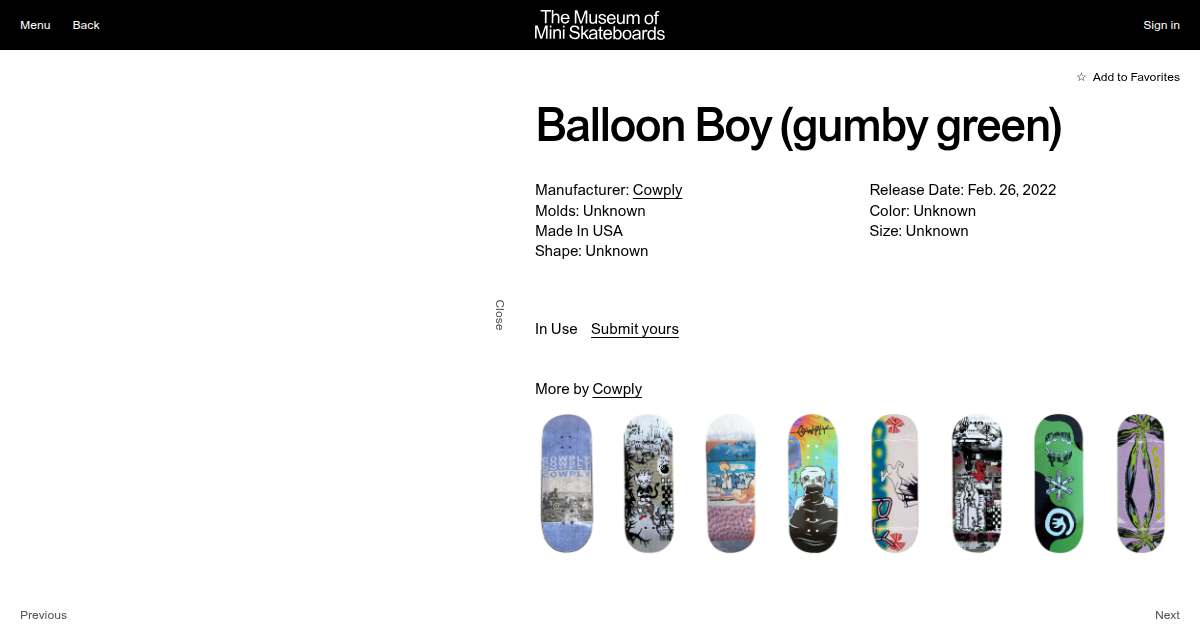 Menu
Back
The Museum of
Mini Skateboards
Sign in
☆ Add to Favorites
Balloon Boy (gumby green)
Manufacturer: Cowply
Molds: Unknown
Made In USA
Shape: Unknown
Release Date: Feb. 26, 2022
Color: Unknown
Size: Unknown
Close
In Use
Submit yours
More by Cowply
COWPLY
Previous
Next